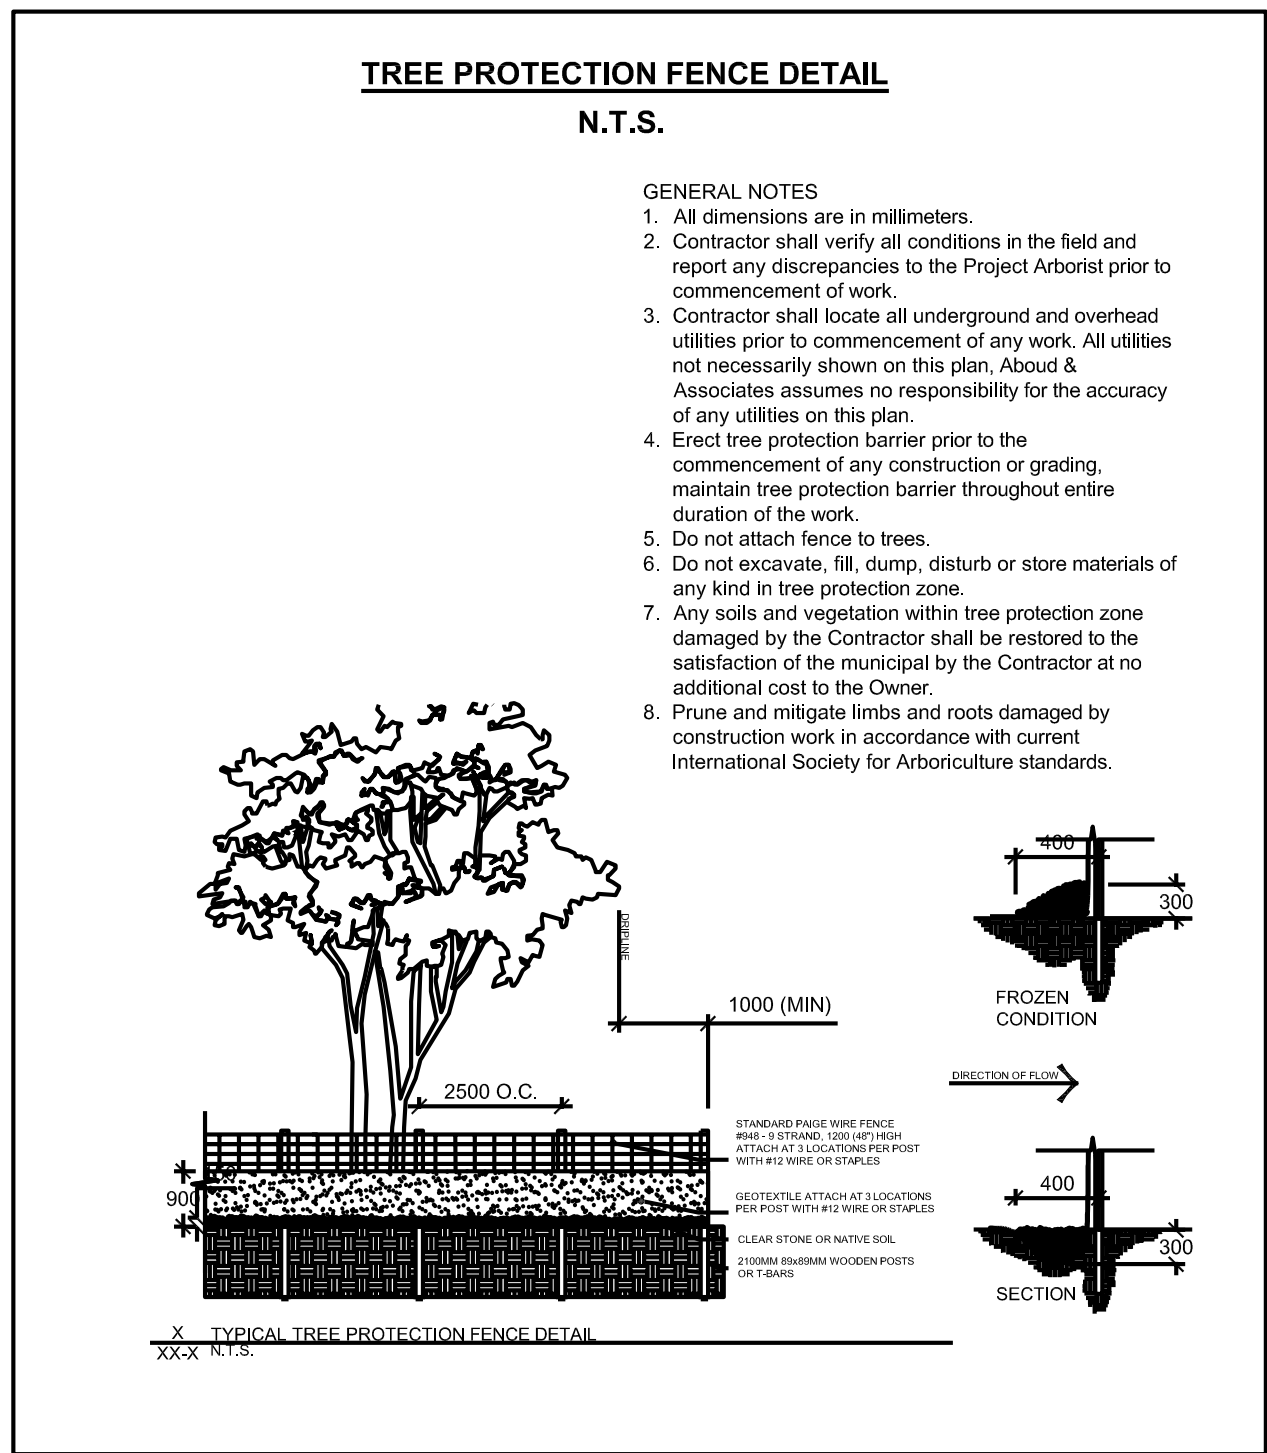 TREE PROTECTION FENCE DETAIL
N.T.S.
GENERAL NOTES
1. All dimensions are in millimeters.
2. Contractor shall verify all conditions in the field and
report any discrepancies to the Project Arborist prior to
commencement of work.
3. Contractor shall locate all underground and overhead
utilities prior to commencement of any work. All utilities
not necessarily shown on this plan, Aboud &
Associates assumes no responsibility for the accuracy
of any utilities on this plan.
4. Erect tree protection barrier prior to the
commencement of any construction or grading,
maintain tree protection barrier throughout entire
duration of the work.
5. Do not attach fence to trees.
6. Do not excavate, fill, dump, disturb or store materials of
any kind in tree protection zone.
7. Any soils and vegetation within tree protection zone
damaged by the Contractor shall be restored to the
satisfaction of the municipal by the Contractor at no
additional cost to the Owner.
8. Prune and mitigate limbs and roots damaged by
construction work in accordance with current
International Society for Arboriculture standards.
400
300
FROZEN
CONDITION
DRIPLINE
1000 (MIN)
2500 O.C.
DIRECTION OF FLOW
STANDARD PAIGE WIRE FENCE
#948 - 9 STRAND, 1200 (48") HIGH
ATTACH AT 3 LOCATIONS PER POST
WITH #12 WIRE OR STAPLES
900
GEOTEXTILE ATTACH AT 3 LOCATIONS
PER POST WITH #12 WIRE OR STAPLES
CLEAR STONE OR NATIVE SOIL
2100MM 89x89MM WOODEN POSTS
OR T-BARS
400
300
SECTION
X TYPICAL TREE PROTECTION FENCE DETAIL
XX-X N.T.S.